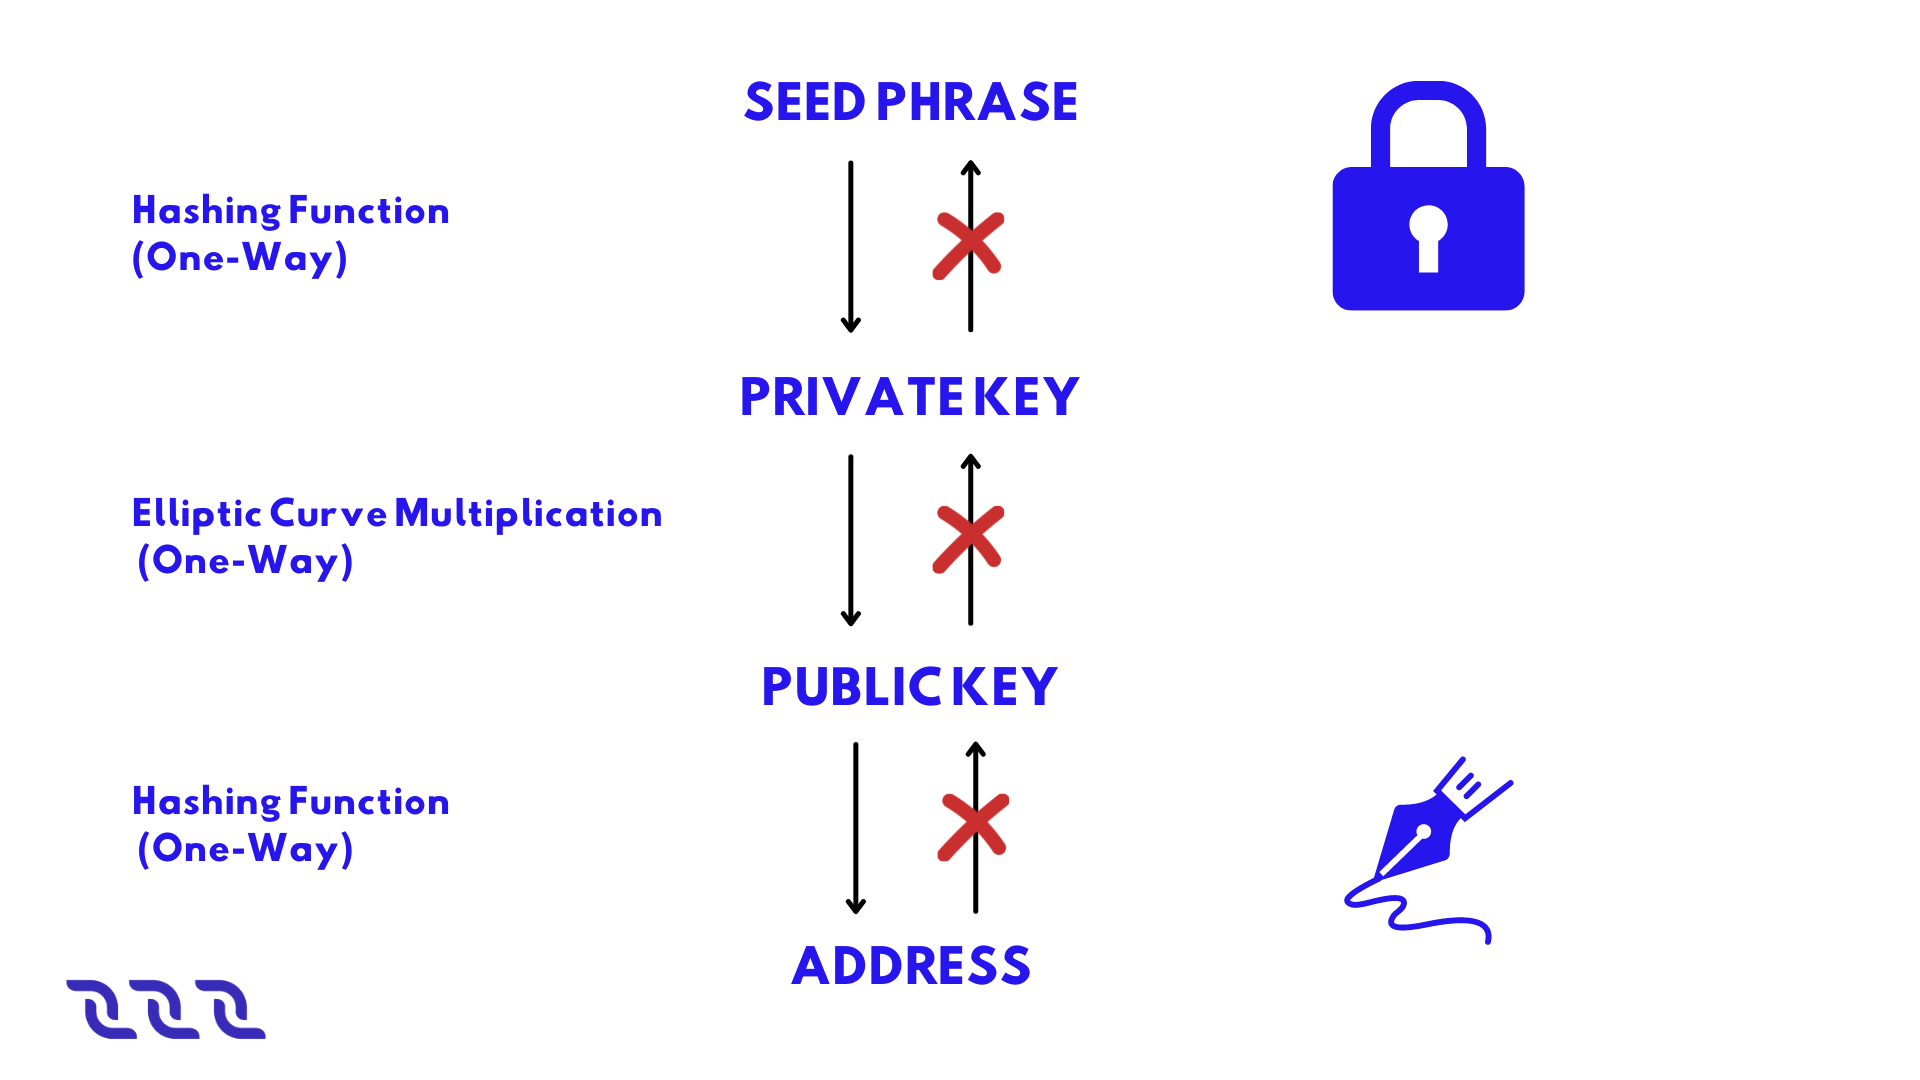 SEED PHRASE
Hashing Function
(One-Way)
PRIVATE KEY
Elliptic Curve Multiplication
(One-Way)
PUBLIC KEY
Hashing Function
(One-Way)
ADDRESS